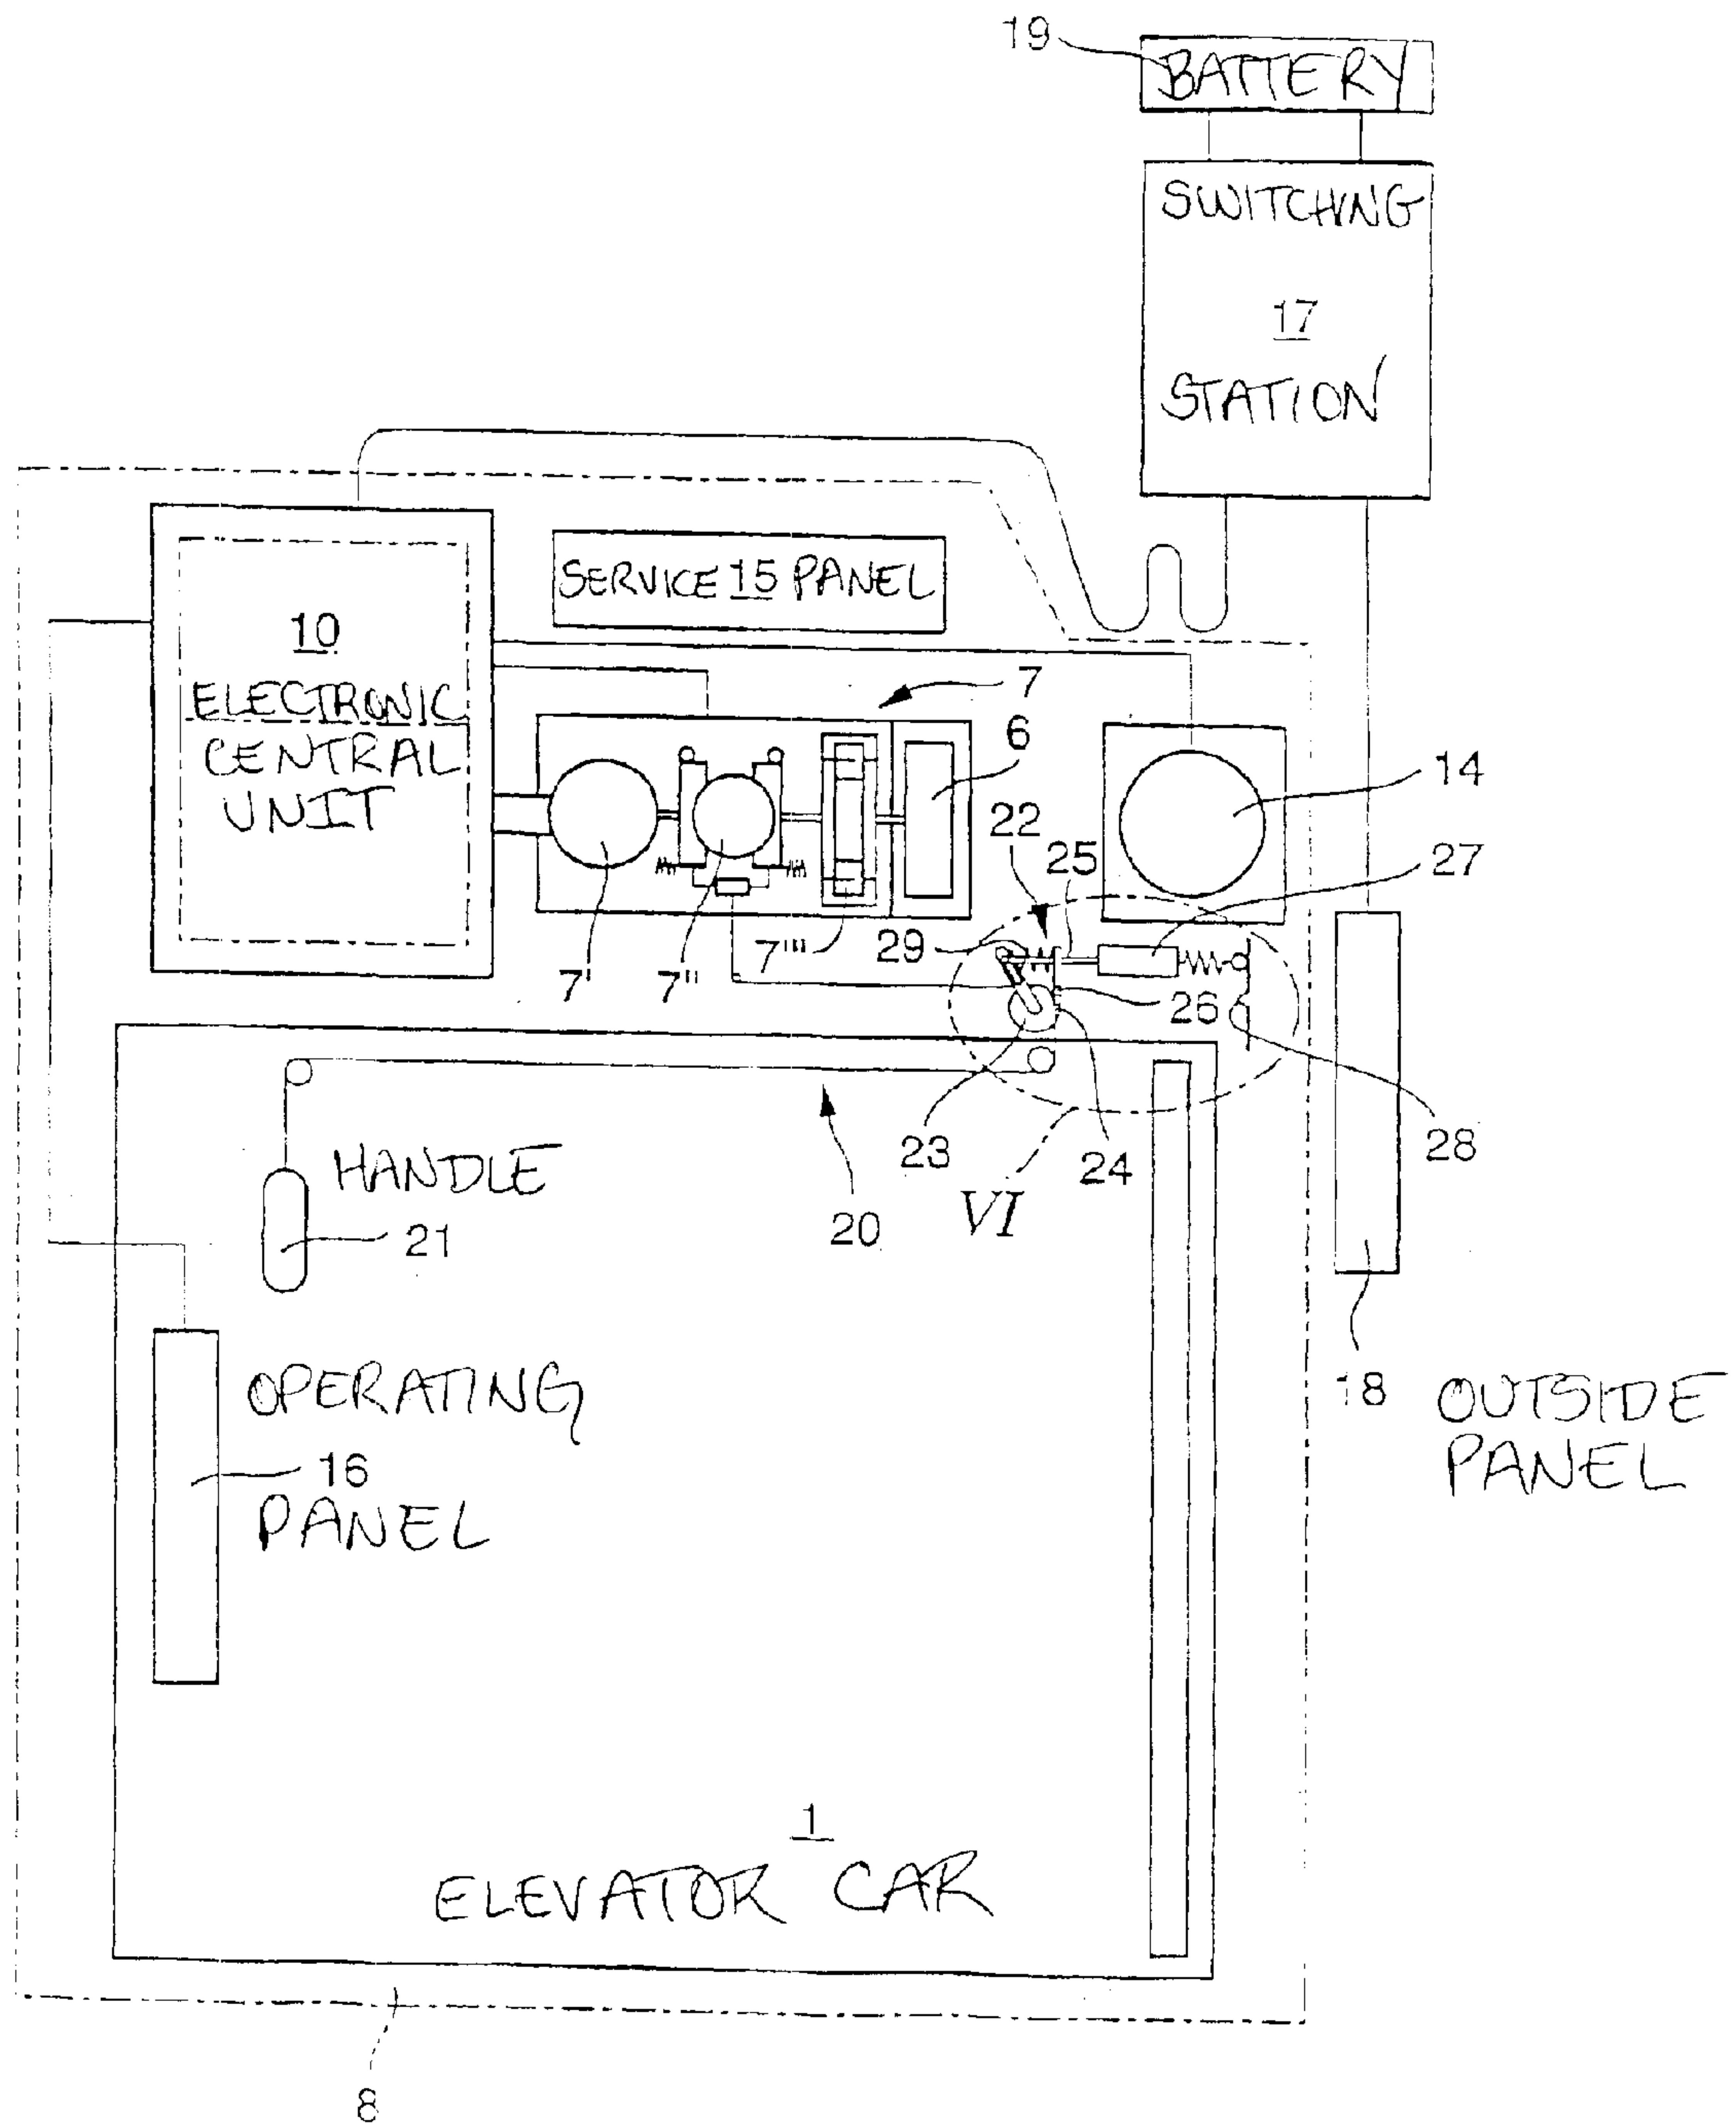 19
BATTERY
SWITCHING
17
STATION
SERVICE 15 PANEL
10
ELECTRONIC
CENTRAL
UNIT
7
6
14
22
25
27
29
7'
7''
7'''
26
23
24
28
VI
20
HANDLE
21
18
OPERATING
16
PANEL
OUTSIDE
PANEL
1
ELEVATOR CAR
8